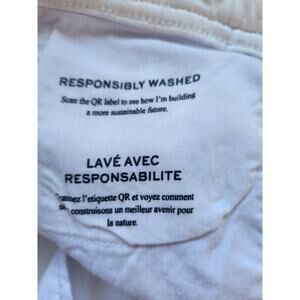 RESPONSIBLY WASHED
Scan the QR label to see how I'm building
a more sustainable future.
LAVÉ AVEC
RESPONSABILITE
l'etiquette QR et voyez comment
construisons un meilleur avenir pour
la nature.